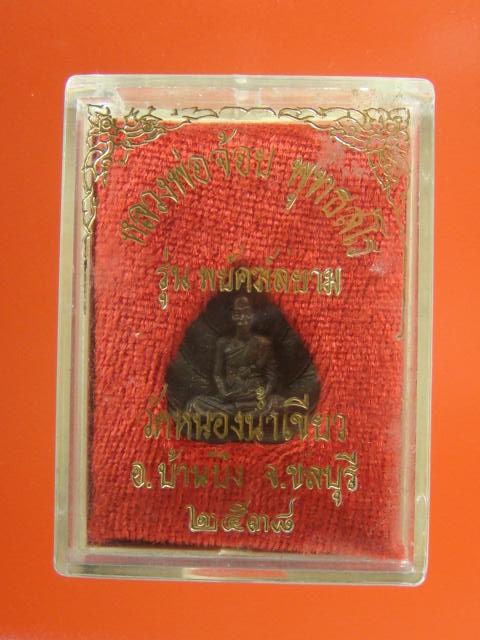 หลวงพ่อจ้อย พุทธสโร
รุ่น พยัคฆ์สยาม
วัดหนองน้ำเขียว
อ.บ้านบึง จ.ชลบุรี
๒๕๓๘